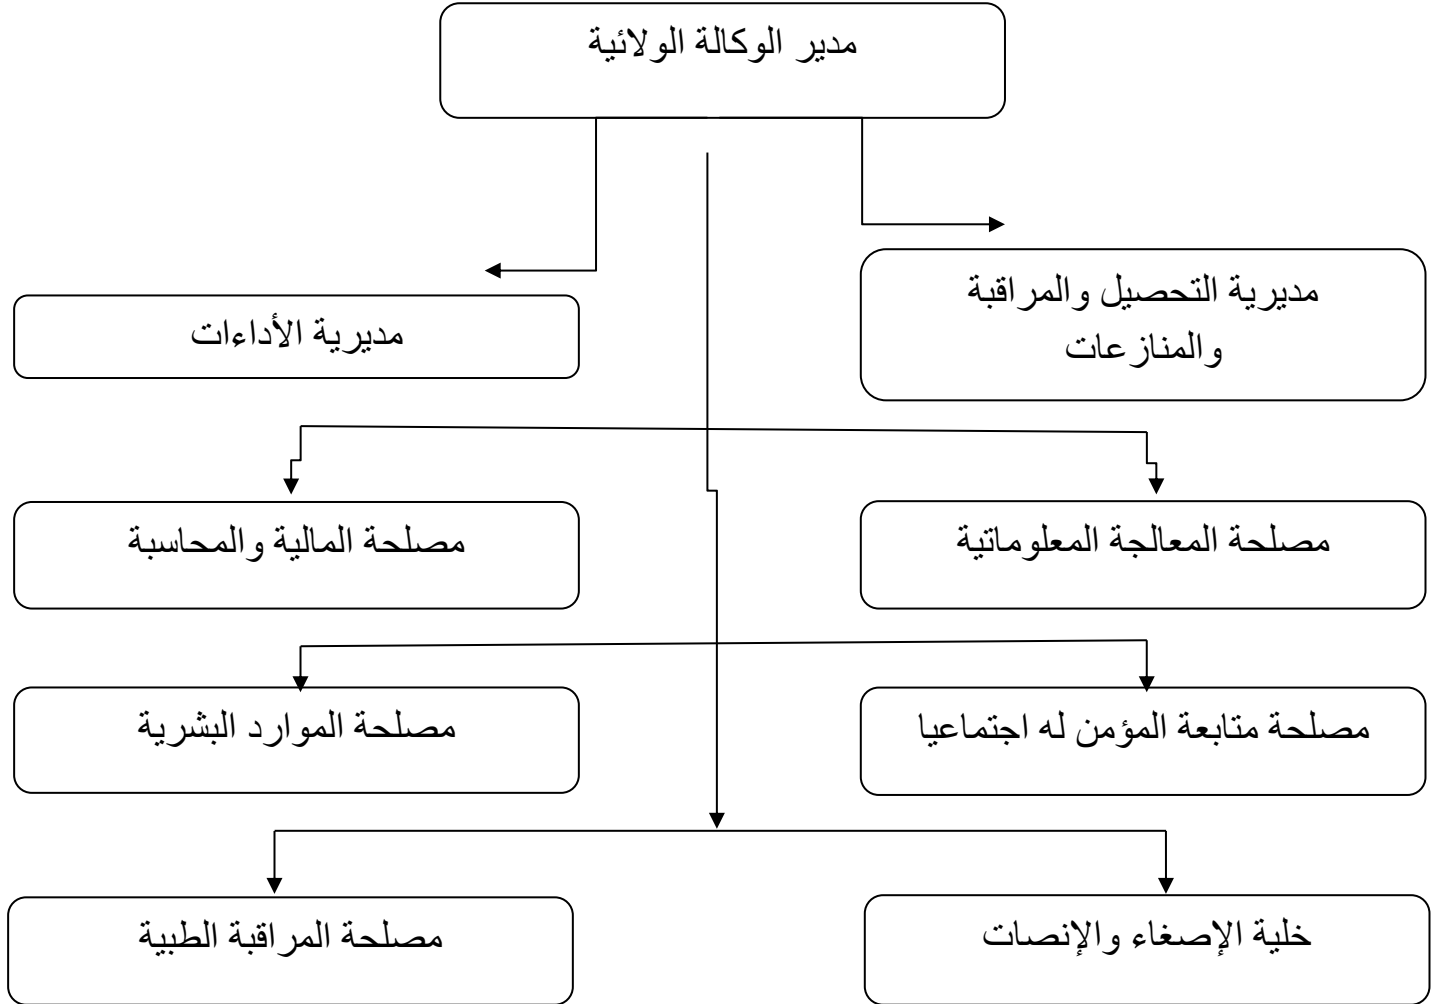 مدير الوكالة الولائية
مديرية التحصيل والمراقبة
والمنازعات
مديرية الأداءات
مصلحة المعالجة المعلوماتية
مصلحة المالية والمحاسبة
مصلحة متابعة المؤمن له اجتماعيا
مصلحة الموارد البشرية
خلية الإصغاء والإنصات
مصلحة المراقبة الطبية